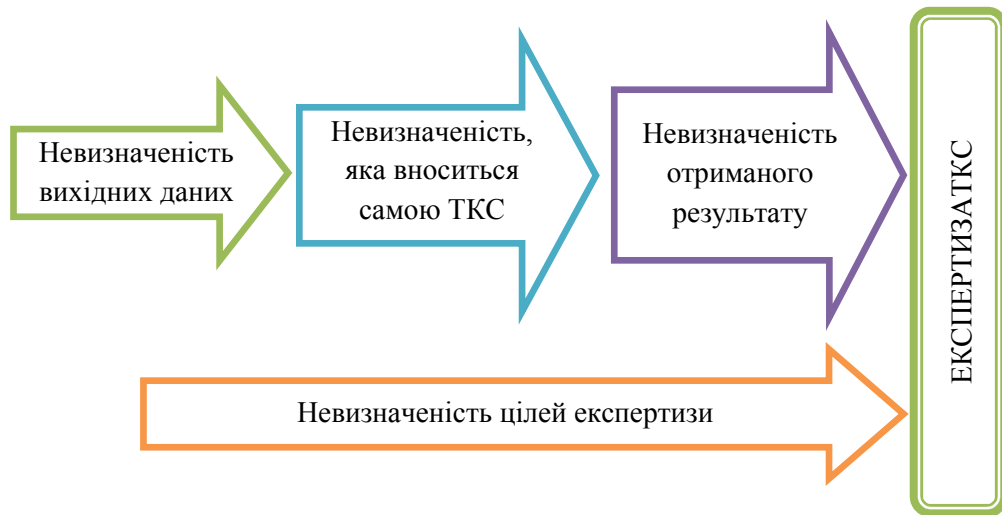 Невизначеність
вихідних даних
Невизначеність,
яка вноситься
самою ТКС
Невизначеність
отриманого
результату
Невизначеність цілей експертизи
ЕКСПЕРТИЗАТКС